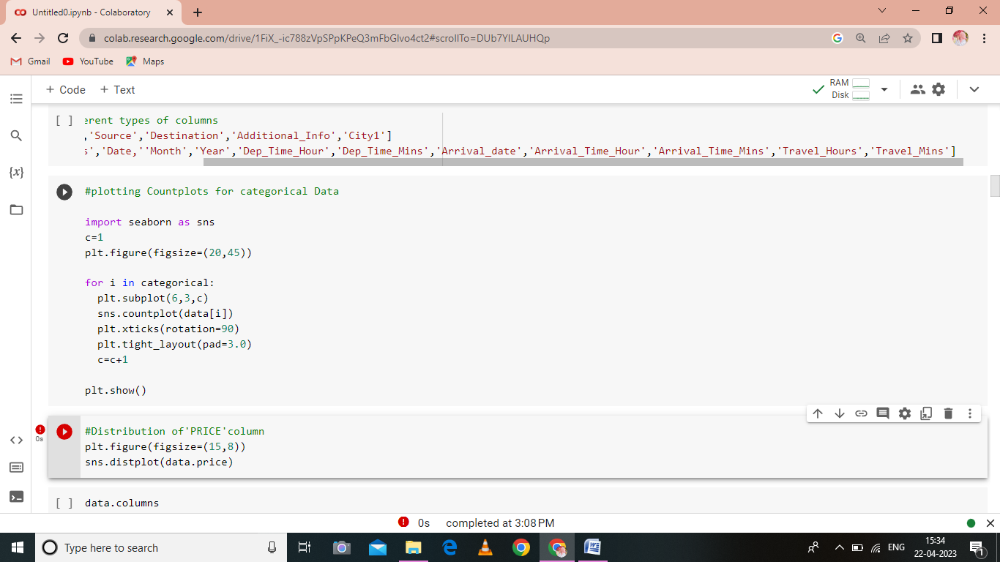 Untitled0.ipynb - Colaboratory
colab.research.google.com/drive/1FiX_-ic788zVpSPpKPeQ3mFbGlvo4ct2#scrollTo=DUb7YILAUHQp
Gmail YouTube Maps
+ Code + Text RAM
Disk
[ ] erent types of columns
,'Source','Destination','Additional_Info','City1']
s','Date,''Month','Year','Dep_Time_Hour','Dep_Time_Mins','Arrival_date','Arrival_Time_Hour','Arrival_Time_Mins','Travel_Hours','Travel_Mins']
{x}
#plotting Countplots for categorical Data
import seaborn as sns
c=1
plt.figure(figsize=(20,45))
for i in categorical:
plt.subplot(6,3,c)
sns.countplot(data[i])
plt.xticks(rotation=90)
plt.tight_layout(pad=3.0)
c=c+1
plt.show()
#Distribution of'PRICE'column
0s
plt.figure(figsize=(15,8))
sns.distplot(data.price)
[ ] data.columns
0s completed at 3:08 PM
Type here to search
ENG
15:34
22-04-2023
1